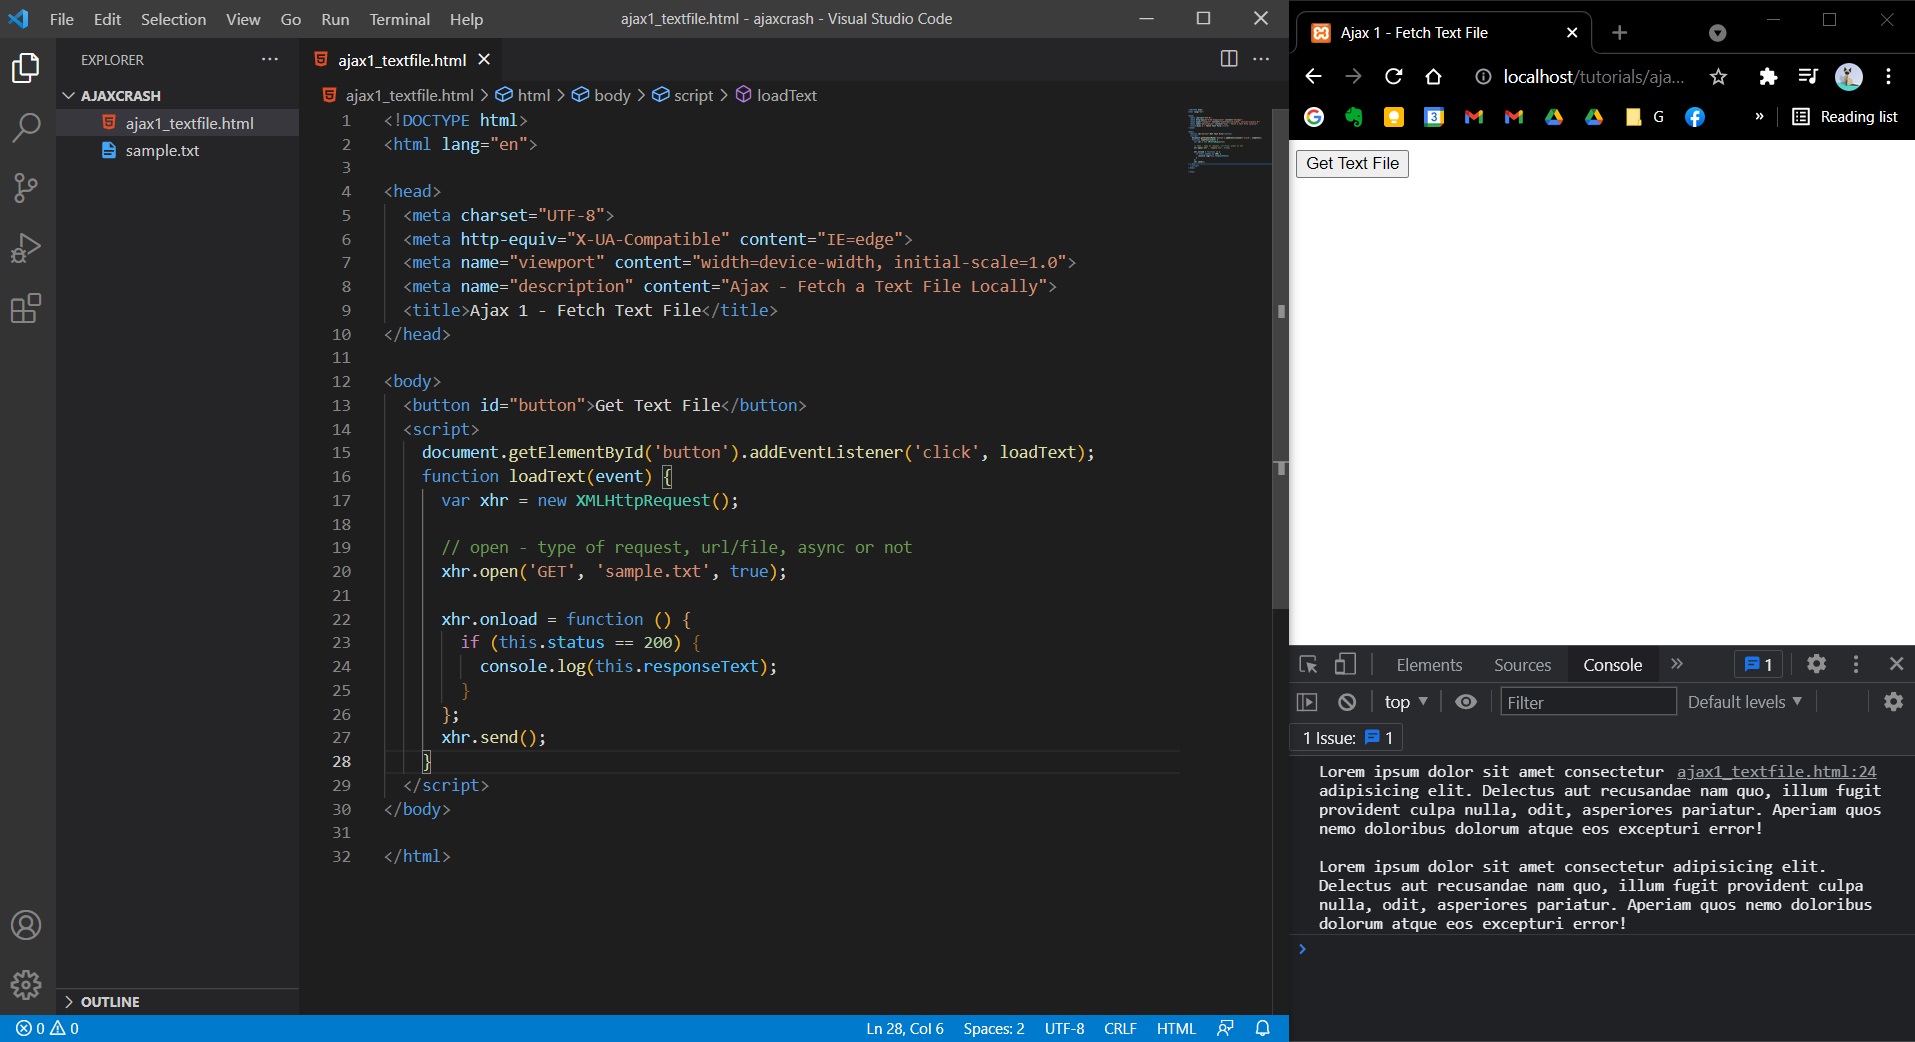 File Edit Selection View Go Run Terminal Help
ajax1_textfile.html - ajaxcrash - Visual Studio Code
EXPLORER
AJAXCRASH
ajax1_textfile.html
sample.txt
OUTLINE
ajax1_textfile.html
ajax1_textfile.html > html > body > script > loadText
1 <!DOCTYPE html>
2 <html lang="en">
3
4 <head>
5 <meta charset="UTF-8">
6 <meta http-equiv="X-UA-Compatible" content="IE=edge">
7 <meta name="viewport" content="width=device-width, initial-scale=1.0">
8 <meta name="description" content="Ajax - Fetch a Text File Locally">
9 <title>Ajax 1 - Fetch Text File</title>
10 </head>
11
12 <body>
13 <button id="button">Get Text File</button>
14 <script>
15 document.getElementById('button').addEventListener('click', loadText);
16 function loadText(event) {
17 var xhr = new XMLHttpRequest();
18
19 // open - type of request, url/file, async or not
20 xhr.open('GET', 'sample.txt', true);
21
22 xhr.onload = function () {
23 if (this.status == 200) {
24 console.log(this.responseText);
25 }
26 };
27 xhr.send();
28 }
29 </script>
30 </body>
31
32 </html>
0 0
Ln 28, Col 6 Spaces: 2 UTF-8 CRLF HTML
Ajax 1 - Fetch Text File
localhost/tutorials/aja...
3 G » Reading list
Get Text File
Elements Sources Console » 1
top Filter Default levels
1 Issue: 1
Lorem ipsum dolor sit amet consectetur ajax1_textfile.html:24
adipisicing elit. Delectus aut recusandae nam quo, illum fugit
provident culpa nulla, odit, asperiores pariatur. Aperiam quos
nemo doloribus dolorum atque eos excepturi error!
Lorem ipsum dolor sit amet consectetur adipisicing elit.
Delectus aut recusandae nam quo, illum fugit provident culpa
nulla, odit, asperiores pariatur. Aperiam quos nemo doloribus
dolorum atque eos excepturi error!